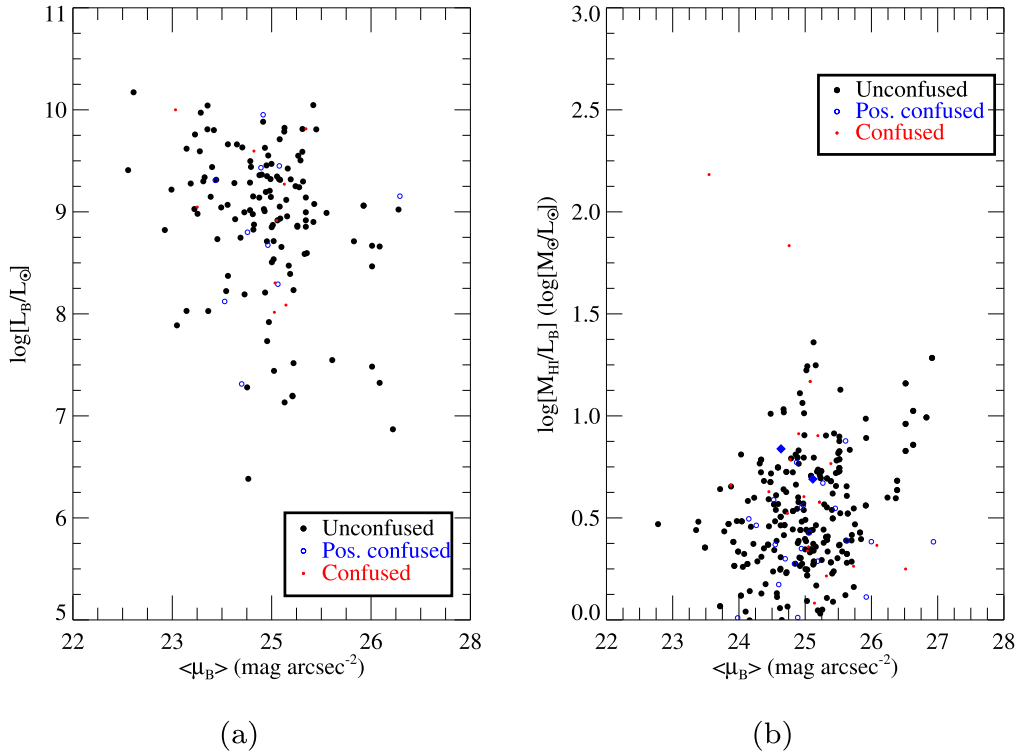 11
10
9
8
7
6
5
log[L_B/L_⊙]
Unconfused
Pos. confused
Confused
22 23 25 26 28
<μ_B> (mag arcsec^-2)
(a)
3.0
2.5
2.0
1.5
1.0
0.5
0.0
log[M_HI/L_B] (log[M_⊙/L_⊙])
Unconfused
Pos. confused
Confused
22 23 24 25 26 27 28
<μ_B> (mag arcsec^-2)
(b)